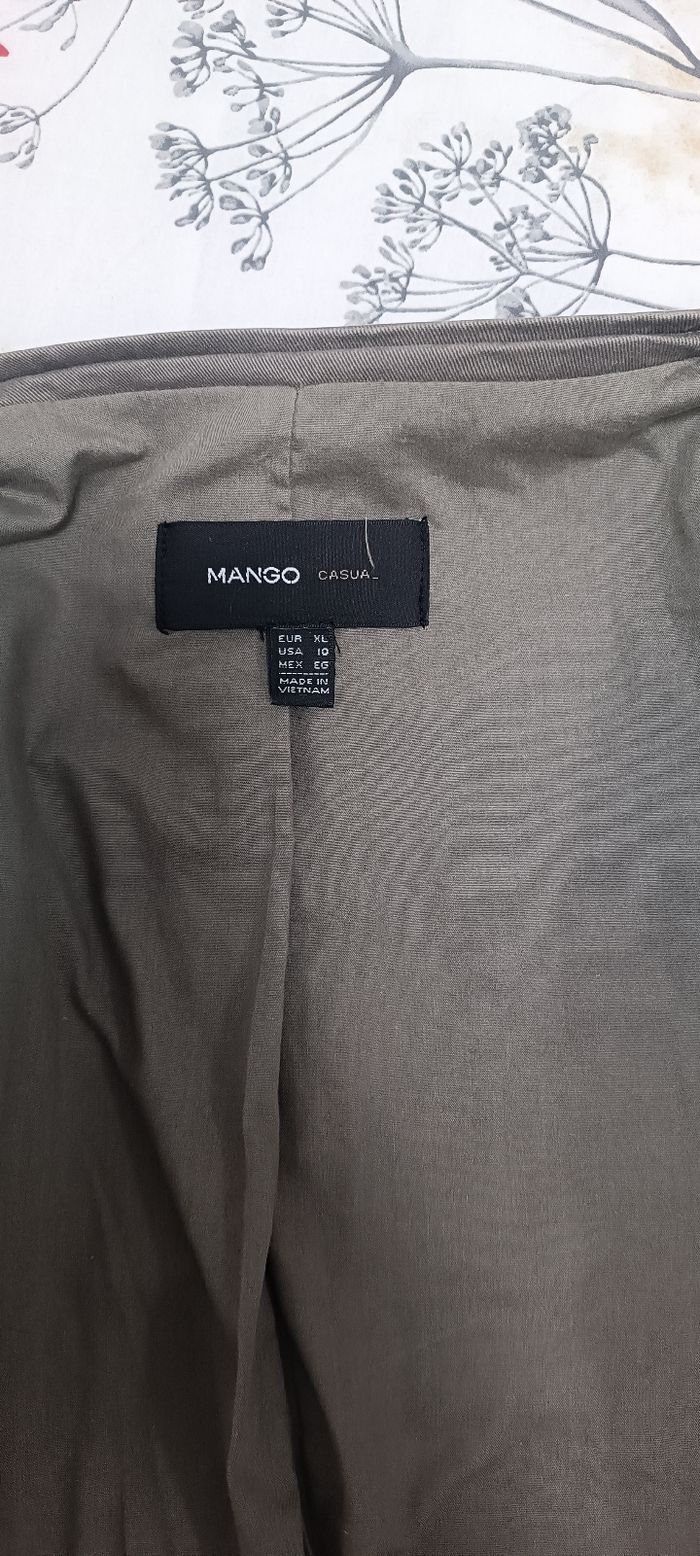 MANGO CASUAL
EUR XL
USA 10
MEX EG
MADE IN
VIETNAM